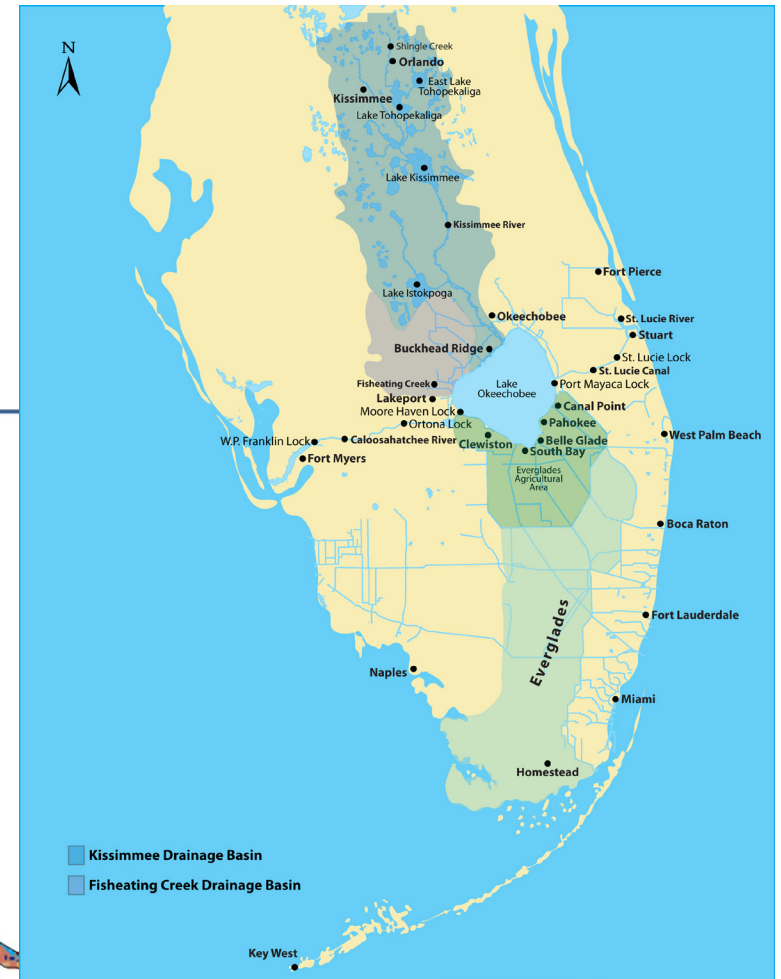 N
Shingle Creek
Orlando
East Lake
Tohopekaliga
Kissimmee
Lake Tohopekaliga
Lake Kissimmee
Kissimmee River
Fort Pierce
Lake Istokpoga
Okeechobee
St. Lucie River
Stuart
Buckhead Ridge
St. Lucie Lock
St. Lucie Canal
Fisheating Creek
Lake
Okeechobee
Port Mayaca Lock
Lakeport
Canal Point
Moore Haven Lock
Pahokee
Ortona Lock
West Palm Beach
W.P. Franklin Lock
Caloosahatchee River
Clewiston
Belle Glade
South Bay
Fort Myers
Everglades
Agricultural
Area
Boca Raton
Fort Lauderdale
Everglades
Naples
Miami
Homestead
Kissimmee Drainage Basin
Fisheating Creek Drainage Basin
Key West